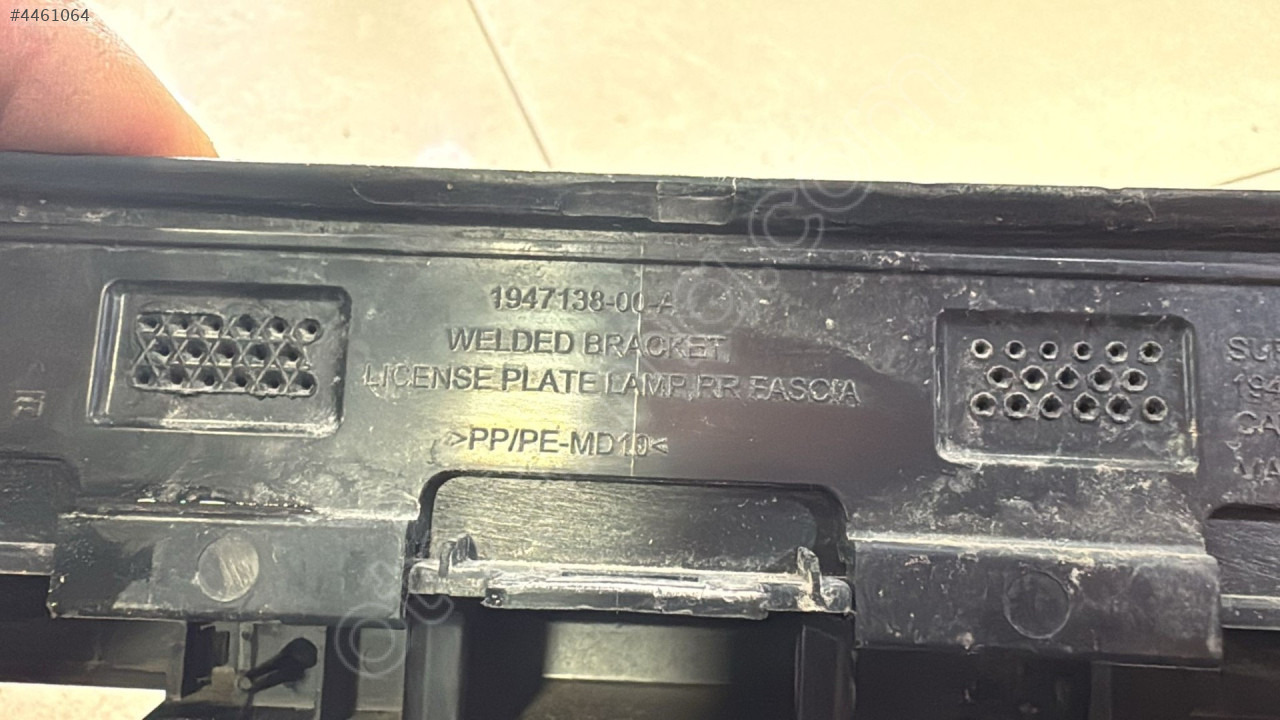 #4461064
1947138-00-A
WELDED BRACKET,
LICENSE PLATE LAMP,RR FASCIA
>PP/PE-MD10<